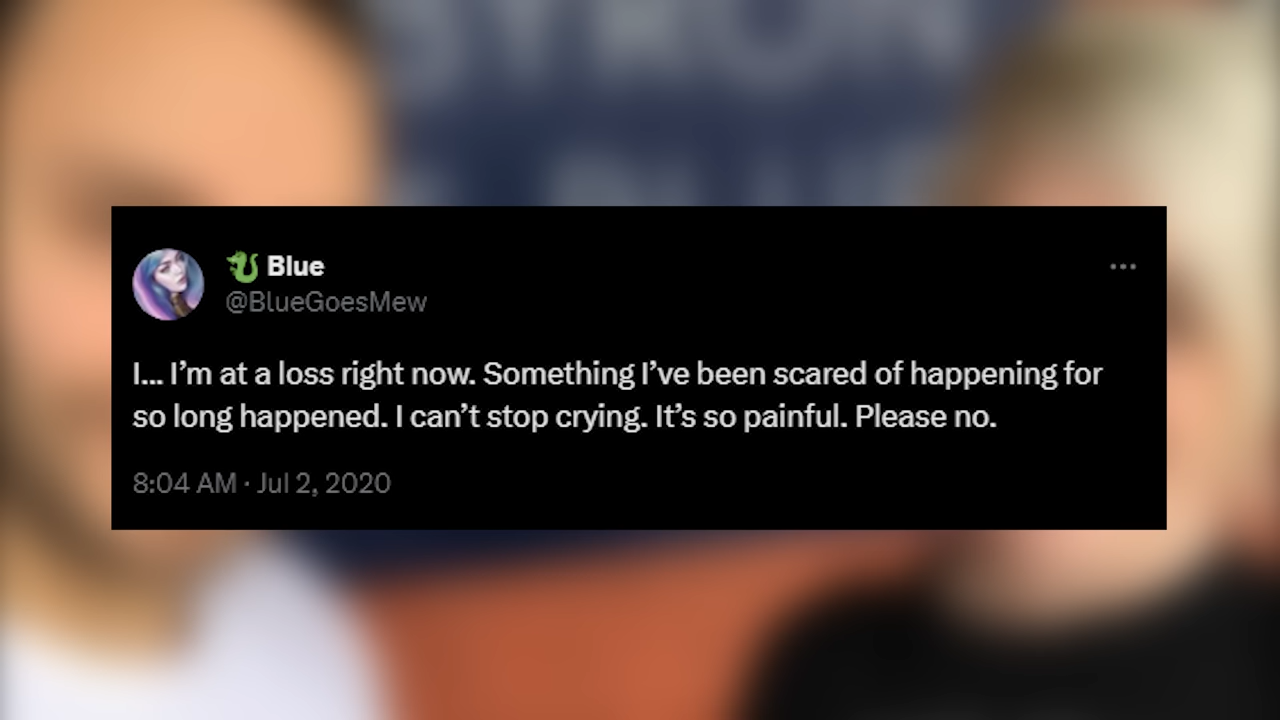 🐉 Blue
@BlueGoesMew
I... I’m at a loss right now. Something I’ve been scared of happening for
so long happened. I can’t stop crying. It’s so painful. Please no.
8:04 AM · Jul 2, 2020